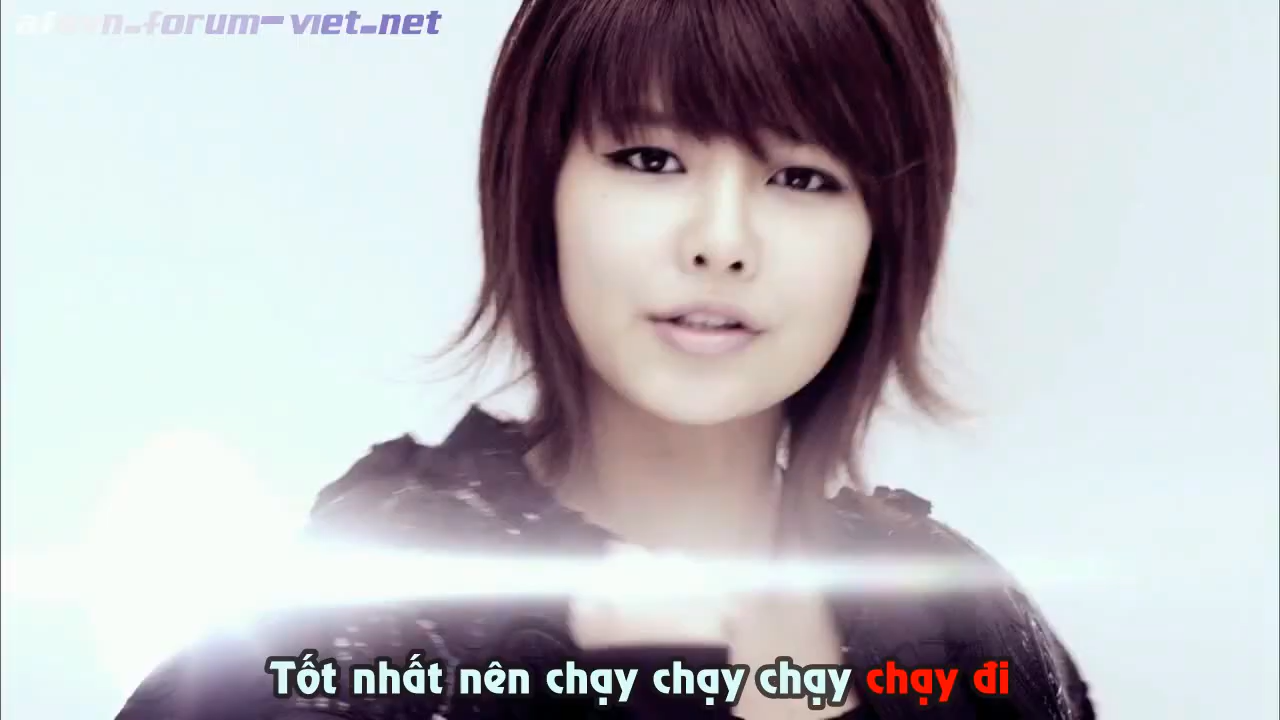 .forum-viet.net
Tốt nhất nên chạy chạy chạy chạy đi